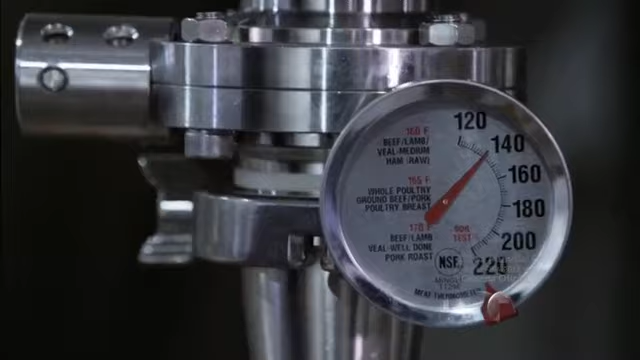 160 F
BEEF/LAMB/
VEAL-MEDIUM
HAM (RAW)
165 F
WHOLE POULTRY
GROUND BEEF/PORK
POULTRY BREAST
170 F
BEEF/LAMB
VEAL-WELL DONE
PORK ROAST
120
140
160
180
200
220
TEST
NSF
MEAT THERMOMETER